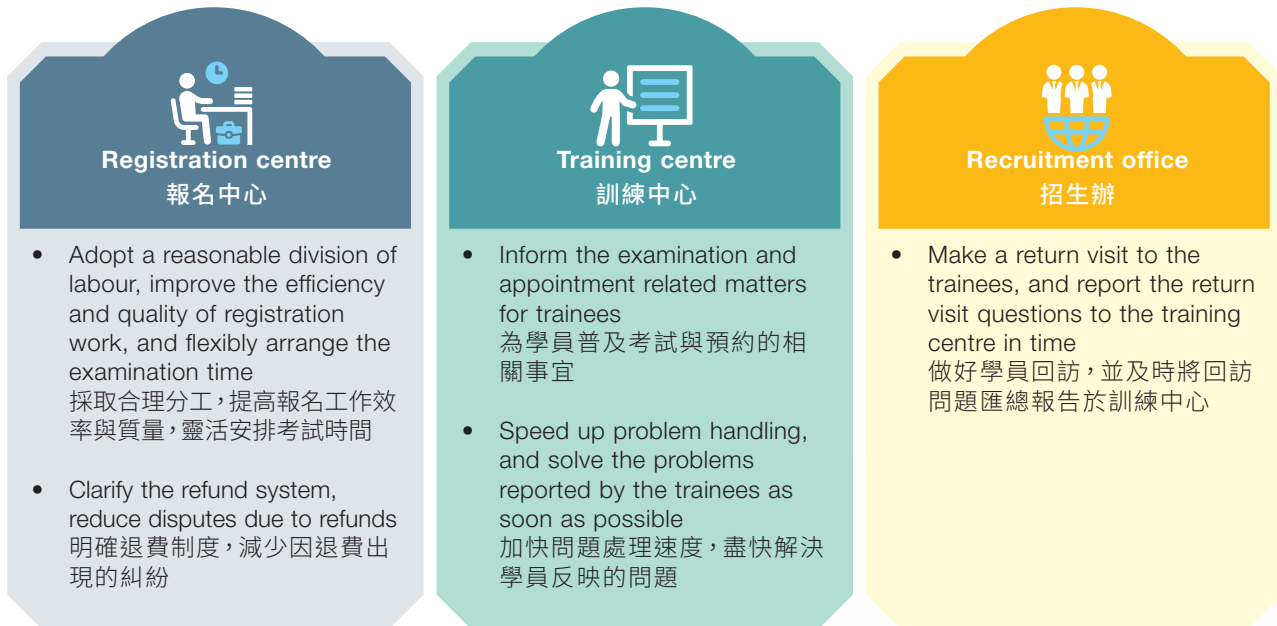 Registration centre
報名中心
• Adopt a reasonable division of
labour, improve the efficiency
and quality of registration
work, and flexibly arrange the
examination time
採取合理分工，提高報名工作效
率與質量，靈活安排考試時間
• Clarify the refund system,
reduce disputes due to refunds
明確退費制度，減少因退費出
現的糾紛
Training centre
訓練中心
• Inform the examination and
appointment related matters
for trainees
為學員普及考試與預約的相
關事宜
• Speed up problem handling,
and solve the problems
reported by the trainees as
soon as possible
加快問題處理速度，盡快解決
學員反映的問題
Recruitment office
招生辦
• Make a return visit to the
trainees, and report the return
visit questions to the training
centre in time
做好學員回訪，並及時將回訪
問題匯總報告於訓練中心